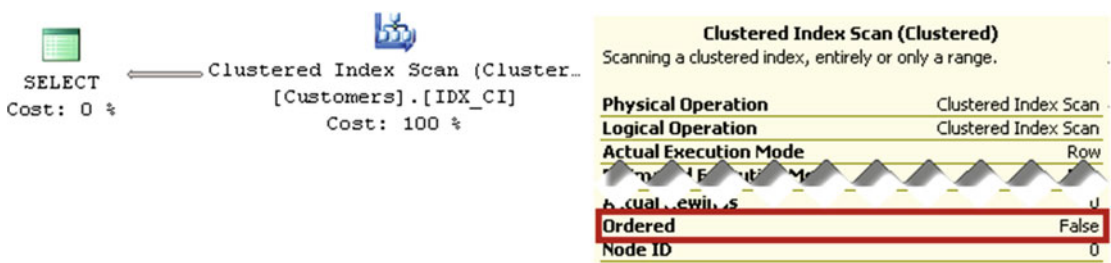 SELECT
Cost: 0 %
Clustered Index Scan (Cluster…
[Customers].[IDX_CI]
Cost: 100 %
Clustered Index Scan (Clustered)
Scanning a clustered index, entirely or only a range.
Physical Operation Clustered Index Scan
Logical Operation Clustered Index Scan
Actual Execution Mode Row
Ordered False
Node ID 0